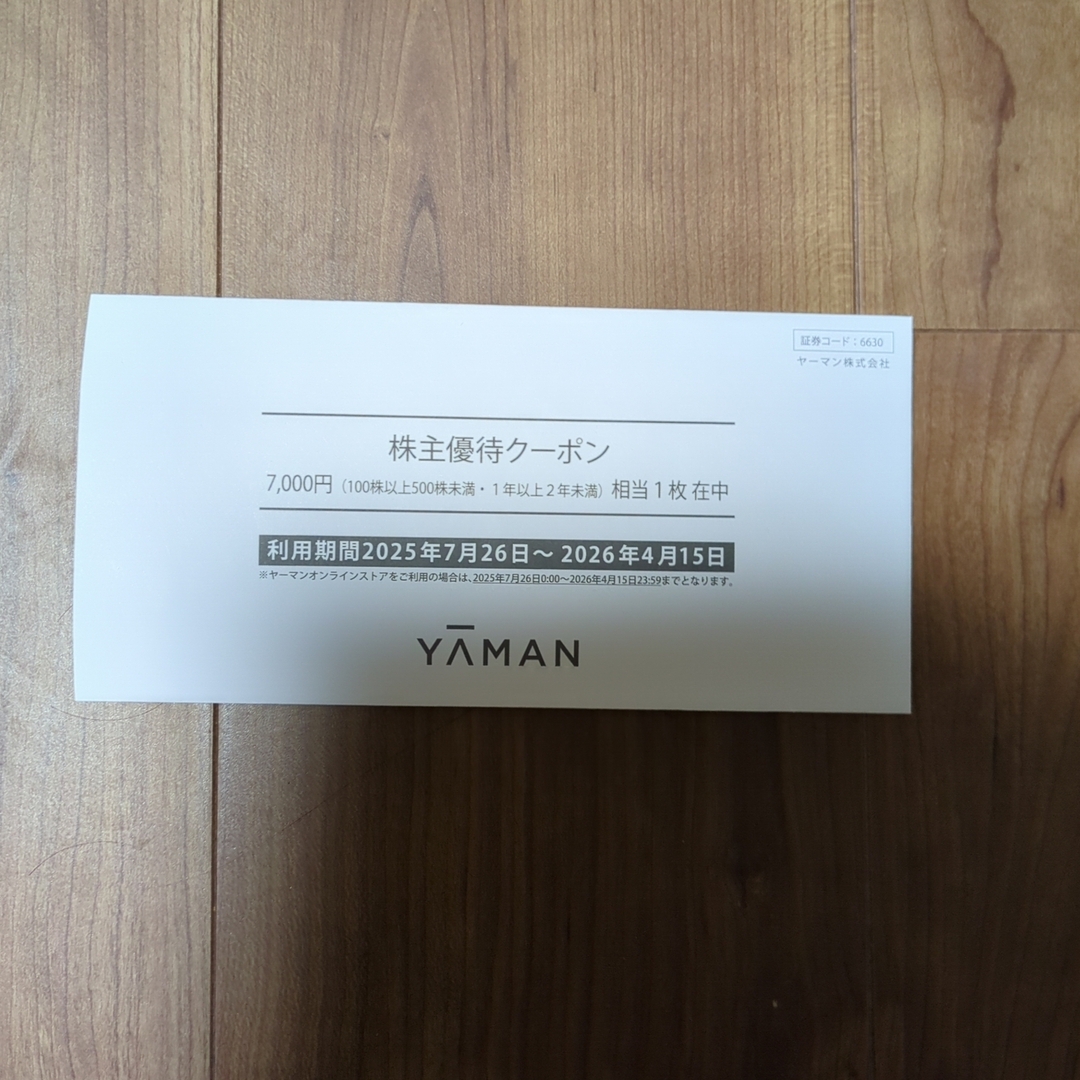 証券コード：6630
ヤーマン株式会社
株主優待クーポン
7,000円（100株以上500株未満・１年以上２年未満）相当１枚 在中
利用期間2025年7月26日～ 2026年4月15日
※ヤーマンオンラインストアをご利用の場合は、2025年7月26日0:00～2026年4月15日23:59までとなります。
YĀMAN